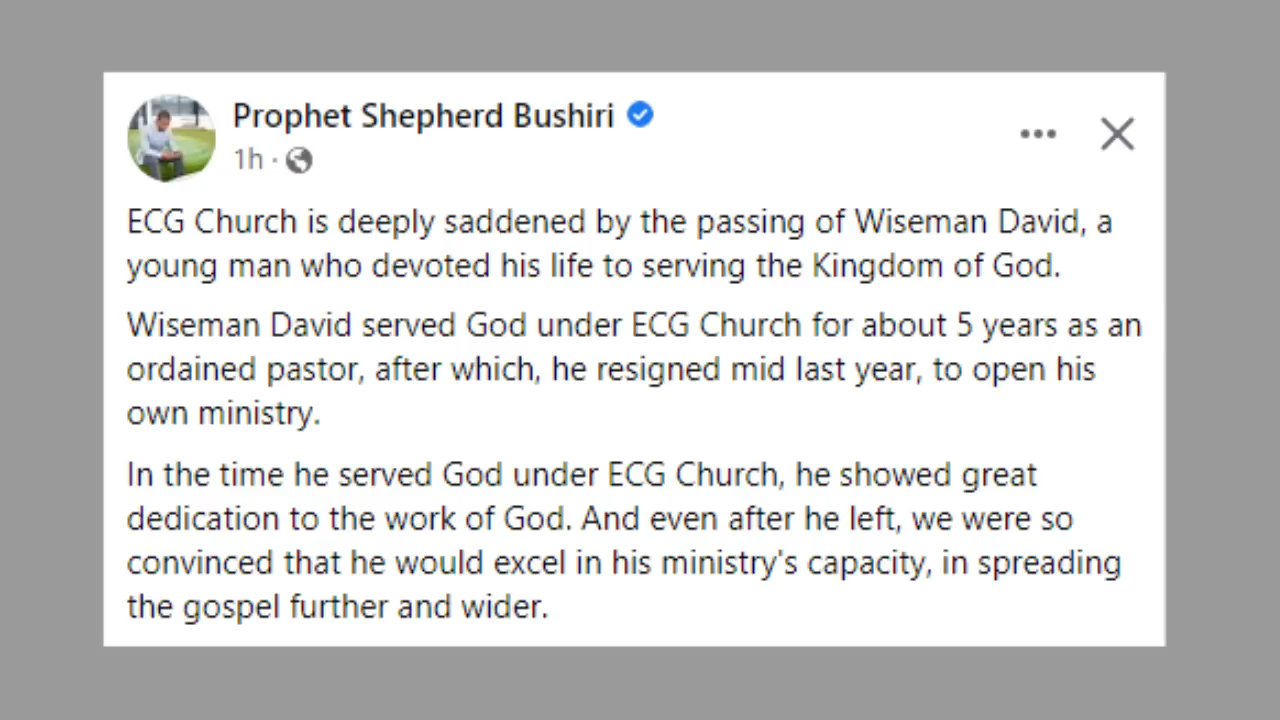 Prophet Shepherd Bushiri
1h ·
ECG Church is deeply saddened by the passing of Wiseman David, a
young man who devoted his life to serving the Kingdom of God.
Wiseman David served God under ECG Church for about 5 years as an
ordained pastor, after which, he resigned mid last year, to open his
own ministry.
In the time he served God under ECG Church, he showed great
dedication to the work of God. And even after he left, we were so
convinced that he would excel in his ministry's capacity, in spreading
the gospel further and wider.